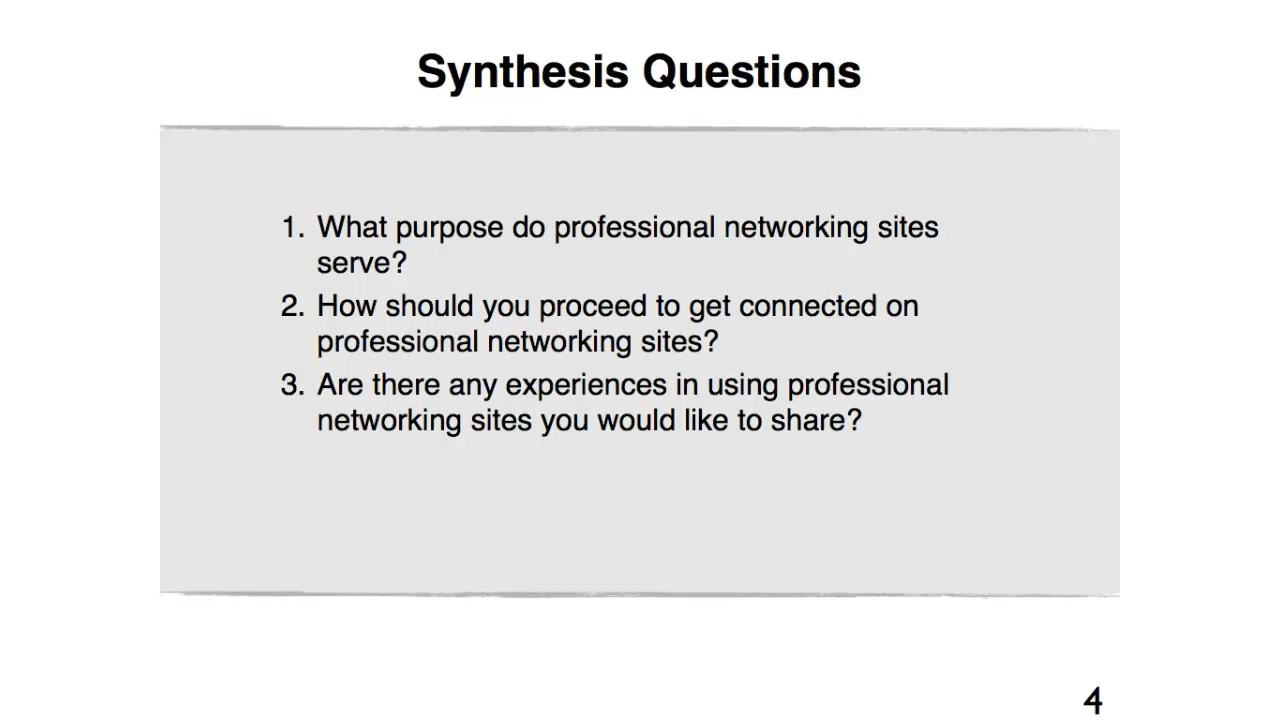 Synthesis Questions
1. What purpose do professional networking sites
serve?
2. How should you proceed to get connected on
professional networking sites?
3. Are there any experiences in using professional
networking sites you would like to share?
4